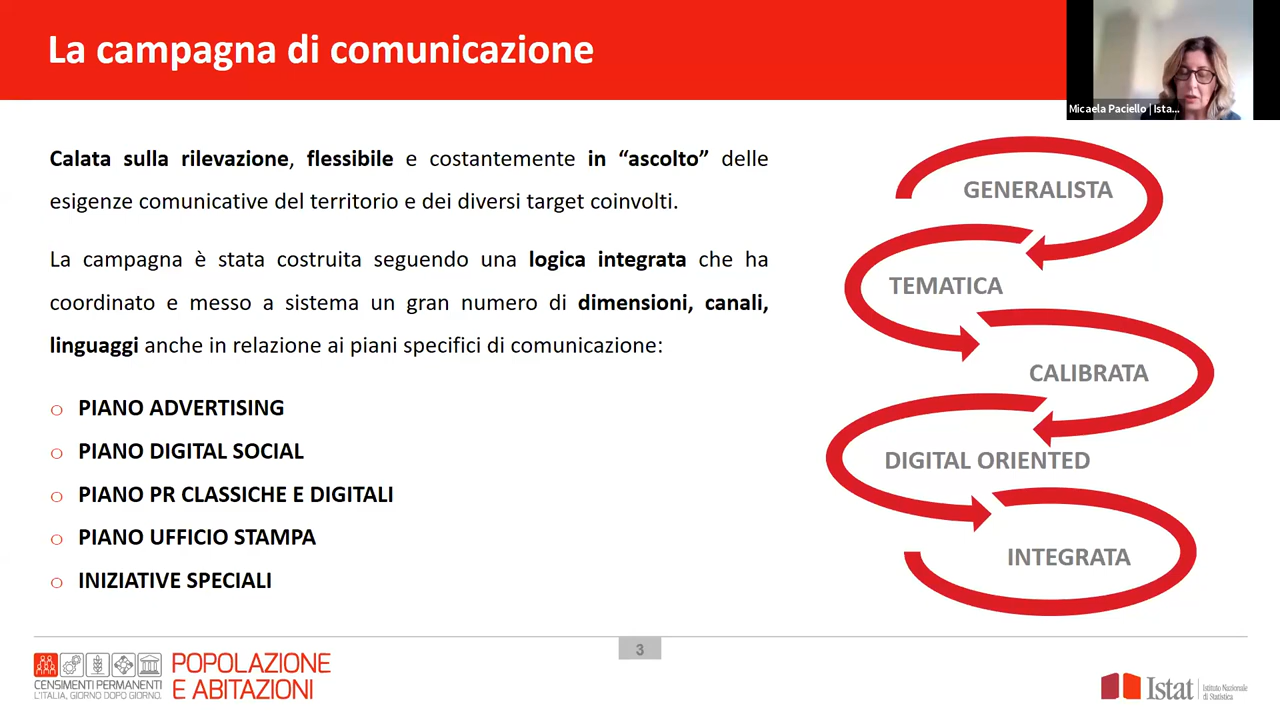 La campagna di comunicazione
Micaela Paciello | Ista...
Calata sulla rilevazione, flessibile e costantemente in “ascolto” delle
esigenze comunicative del territorio e dei diversi target coinvolti.
La campagna è stata costruita seguendo una logica integrata che ha
coordinato e messo a sistema un gran numero di dimensioni, canali,
linguaggi anche in relazione ai piani specifici di comunicazione:
PIANO ADVERTISING
PIANO DIGITAL SOCIAL
PIANO PR CLASSICHE E DIGITALI
PIANO UFFICIO STAMPA
INIZIATIVE SPECIALI
GENERALISTA
TEMATICA
CALIBRATA
DIGITAL ORIENTED
INTEGRATA
3
CENSIMENTI PERMANENTI
L'ITALIA, GIORNO DOPO GIORNO.
POPOLAZIONE
E ABITAZIONI
Istat
Istituto Nazionale
di Statistica